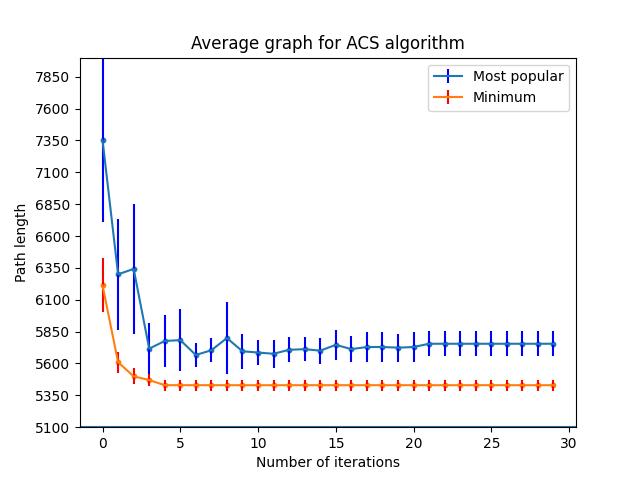 Average graph for ACS algorithm
Most popular
Minimum
Path length
7850
7600
7350
7100
6850
6600
6350
6100
5850
5600
5350
5100
0 5 10 15 20 25 30
Number of iterations